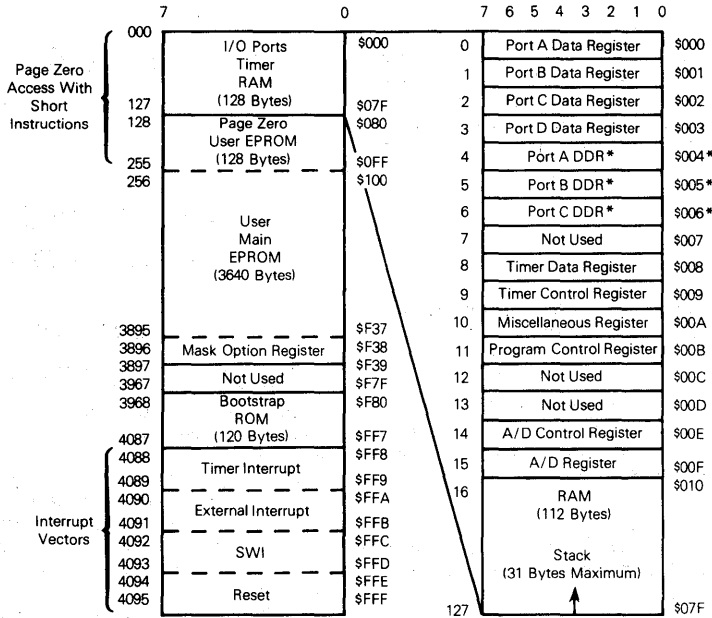 7 0
000
I/O Ports
Timer
RAM
(128 Bytes)
$000
127
$07F
128
Page Zero
User EPROM
(128 Bytes)
$080
255
$0FF
256
$100
User
Main
EPROM
(3640 Bytes)
3895
$F37
3896
Mask Option Register
$F38
3897
$F39
Not Used
3967
$F7F
3968
Bootstrap
ROM
(120 Bytes)
$F80
4087
$FF7
4088
Timer Interrupt
$FF8
4089
$FF9
4090
External Interrupt
$FFA
4091
$FFB
4092
SWI
$FFC
4093
$FFD
4094
Reset
$FFE
4095
$FFF
Page Zero
Access With
Short
Instructions
Interrupt
Vectors
7 6 5 4 3 2 1 0
0 Port A Data Register $000
1 Port B Data Register $001
2 Port C Data Register $002
3 Port D Data Register $003
4 Port A DDR* $004*
5 Port B DDR* $005*
6 Port C DDR* $006*
7 Not Used $007
8 Timer Data Register $008
9 Timer Control Register $009
10 Miscellaneous Register $00A
11 Program Control Register $00B
12 Not Used $00C
13 Not Used $00D
14 A/D Control Register $00E
15 A/D Register $00F
16 $010
RAM
(112 Bytes)
Stack
(31 Bytes Maximum)
127 $07F